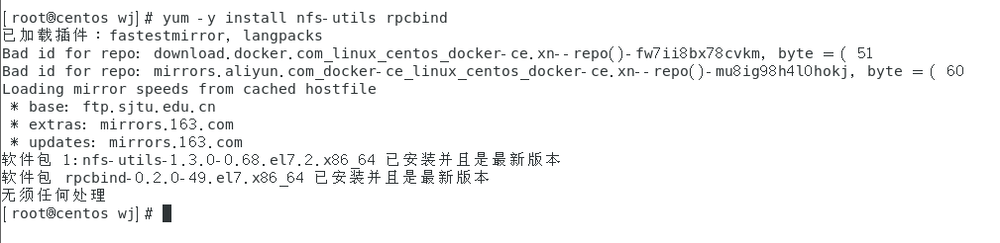 [root@centos wj]# yum -y install nfs-utils rpcbind
已加载插件：fastestmirror, langpacks
Bad id for repo: download.docker.com_linux_centos_docker-ce.xn--repo()-fw7ii8bx78cvkm, byte = ( 51
Bad id for repo: mirrors.aliyun.com_docker-ce_linux_centos_docker-ce.xn--repo()-mu8ig98h4l0hokj, byte = ( 60
Loading mirror speeds from cached hostfile
 * base: ftp.sjtu.edu.cn
 * extras: mirrors.163.com
 * updates: mirrors.163.com
软件包 1:nfs-utils-1.3.0-0.68.el7.2.x86_64 已安装并且是最新版本
软件包 rpcbind-0.2.0-49.el7.x86_64 已安装并且是最新版本
无须任何处理
[root@centos wj]#